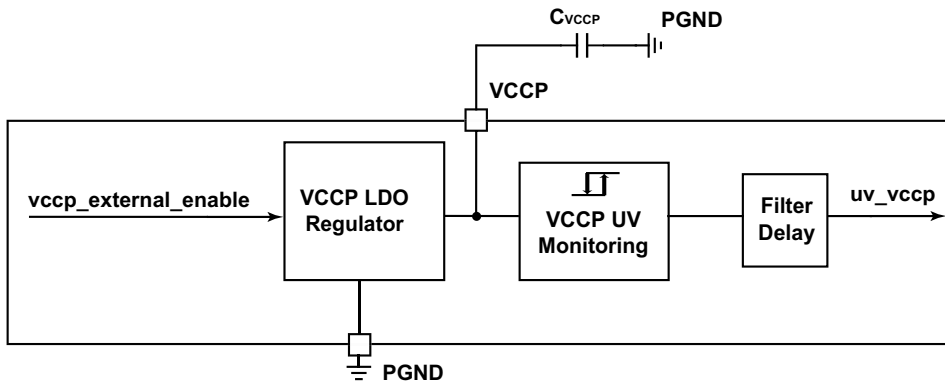 CVCCP
PGND
VCCP
vccp_external_enable
VCCP LDO
Regulator
VCCP UV
Monitoring
Filter
Delay
uv_vccp
PGND